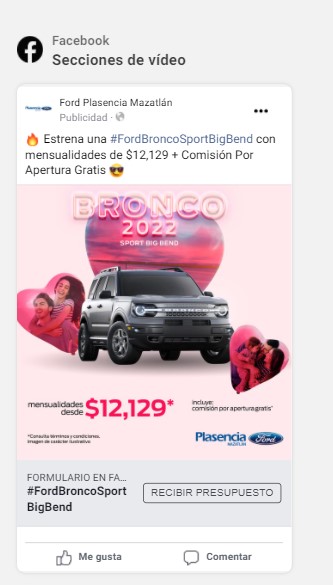 Facebook
Secciones de vídeo
Ford Plasencia Mazatlán
Publicidad ·
🔥 Estrena una #FordBroncoSportBigBend con
mensualidades de $12,129 + Comisión Por
Apertura Gratis 😎
BRONCO
2022
SPORT BIG BEND
mensualidades
desde $12,129*
incluye:
comisión por apertura gratis*
*Consulta términos y condiciones.
Imagen de carácter ilustrativo
Plasencia
MAZATLÁN
Ford
FORMULARIO EN FA...
#FordBroncoSport
BigBend
RECIBIR PRESUPUESTO
Me gusta
Comentar